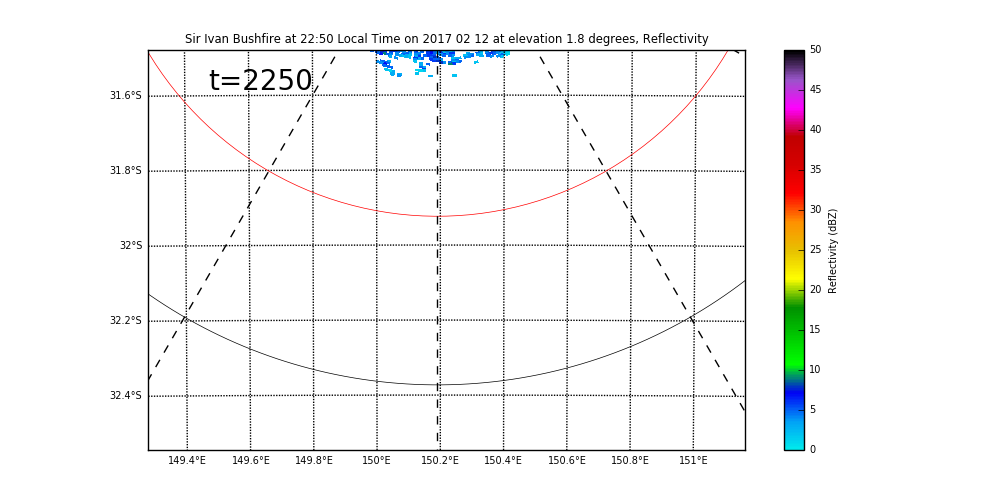 Sir Ivan Bushfire at 22:50 Local Time on 2017 02 12 at elevation 1.8 degrees, Reflectivity
t=2250
31.6°S
31.8°S
32°S
32.2°S
32.4°S
149.4°E 149.6°E 149.8°E 150°E 150.2°E 150.4°E 150.6°E 150.8°E 151°E
50
45
40
35
30
25
20
15
10
5
0
Reflectivity (dBZ)